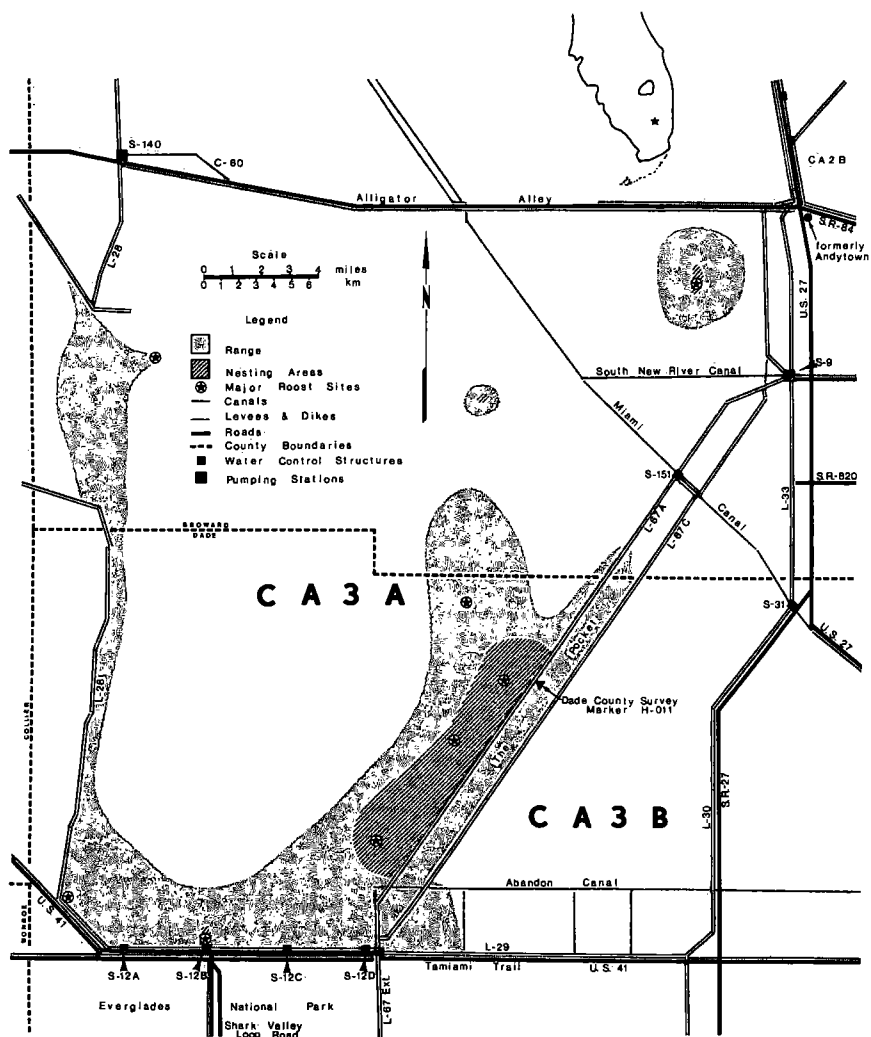 S-140
C-60
CA2B
Alligator Alley
S.R-84
formerly
Andytown
L-28
Scale
0 1 2 3 4 miles
0 1 2 3 4 5 6 km
N
U.S. 27
Legend
Range
Nesting Areas
Major Roost Sites
Canals
Levees & Dikes
Roads
County Boundaries
Water Control Structures
Pumping Stations
South New River Canal
S-9
Miami
Canal
S-151
S.R-820
L-33
L-67A
L-67C
BROWARD
DADE
CA3A
S-31
U.S. 27
(Pocket
(The
L-28
Dade County Survey
Marker H-011
COLLIER
CA3B
L-30
S.R-27
Abandon Canal
MONROE
U.S. 41
L-29
S-12A
S-12B
S-12C
S-12D
Tamiami Trail U.S. 41
L-67 Ext.
Everglades National Park
Shark Valley
Loop Road